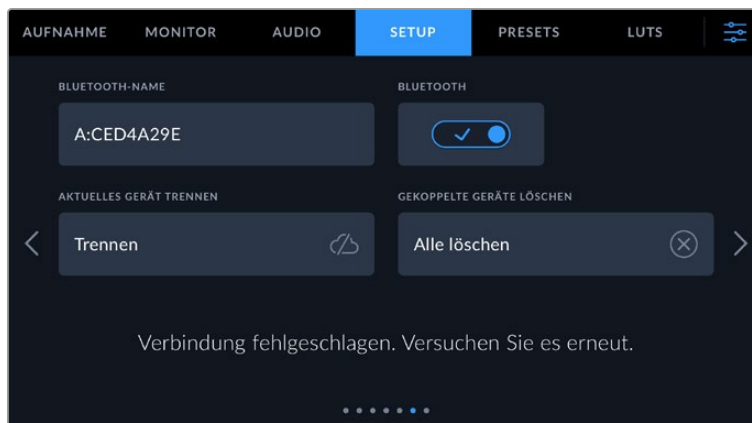 AUFNAHME MONITOR AUDIO SETUP PRESETS LUTS
BLUETOOTH-NAME BLUETOOTH
A:CED4A29E
AKTUELLES GERÄT TRENNEN GEKOPPELTE GERÄTE LÖSCHEN
Trennen Alle löschen
Verbindung fehlgeschlagen. Versuchen Sie es erneut.